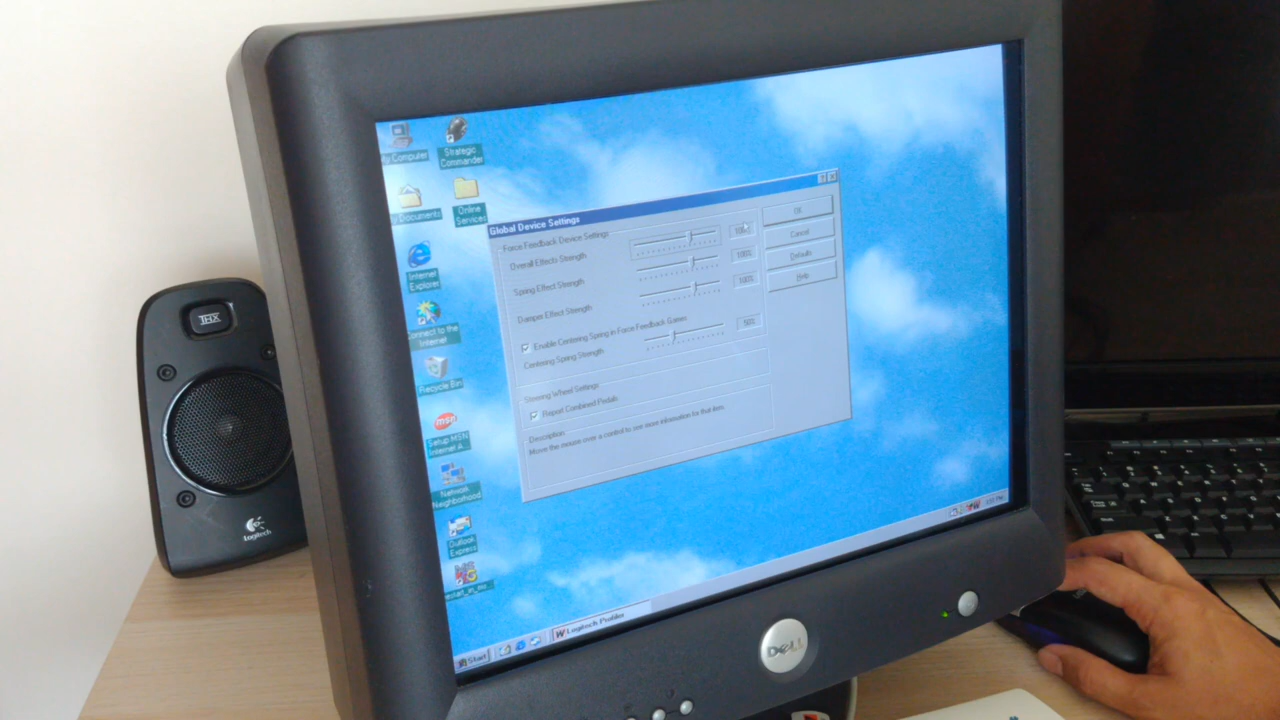 My Computer
Strategic
Commander
My Documents
Online
Services
Internet
Explorer
Connect to the
Internet
Recycle Bin
Setup MSN
Internet A...
Network
Neighborhood
Outlook
Express
Global Device Settings
Force Feedback Device Settings
Overall Effects Strength
Spring Effect Strength
100%
Damper Effect Strength
100%
Enable Centering Spring in Force Feedback Games
Centering Spring Strength
50%
Steering Wheel Settings
Report Combined Pedals
Description
Move the mouse over a control to see more information for that item.
OK
Cancel
Defaults
Help
Start
Logitech Profiler
THX
Logitech
DELL